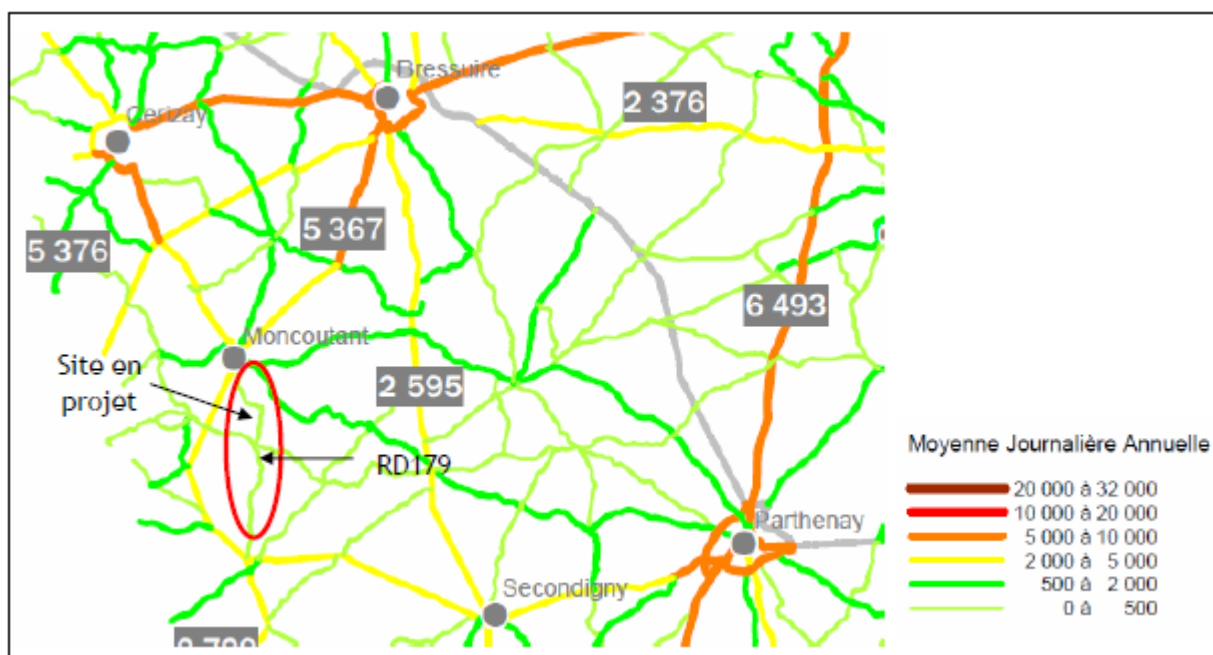 Bressuire
2 376
Cerizay
5 367
5 376
6 493
Moncoutant
Site en
projet
2 595
RD179
Moyenne Journalière Annuelle
20 000 à 32 000
10 000 à 20 000
5 000 à 10 000
2 000 à 5 000
500 à 2 000
0 à 500
Parthenay
Secondigny